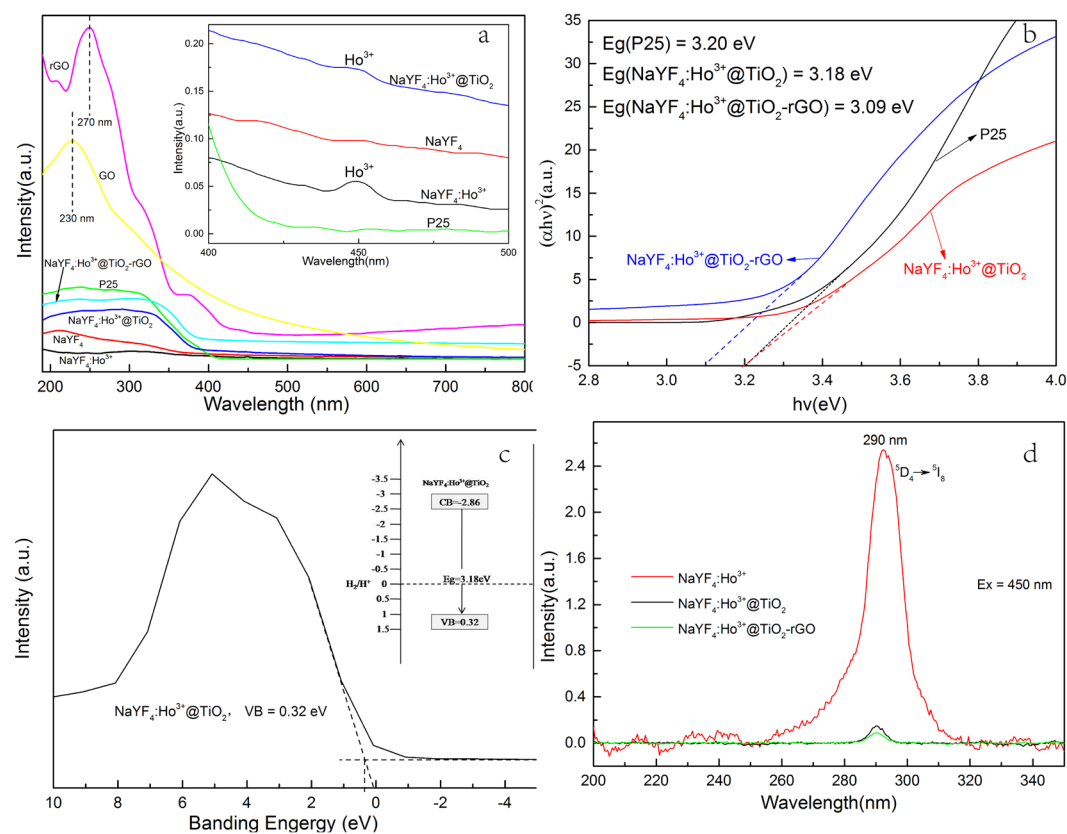 a
rGO
270 nm
GO
230 nm
NaYF4:Ho3+@TiO2-rGO
P25
NaYF4:Ho3+@TiO2
NaYF4
NaYF4:Ho3+
Intensity(a.u.)
200 300 400 500 600 700 800
Wavelength (nm)
0.20
0.15
0.10
0.05
0.00
Intensity(a.u.)
Ho3+
NaYF4:Ho3+@TiO2
NaYF4
Ho3+
NaYF4:Ho3+
P25
400 450 500
Wavelength(nm)
b
Eg(P25) = 3.20 eV
Eg(NaYF4:Ho3+@TiO2) = 3.18 eV
Eg(NaYF4:Ho3+@TiO2-rGO) = 3.09 eV
P25
NaYF4:Ho3+@TiO2-rGO
NaYF4:Ho3+@TiO2
(αhν)2(a.u.)
35
30
25
20
15
10
5
0
-5
2.8 3.0 3.2 3.4 3.6 3.8 4.0
hv(eV)
c
-3.5
-3
-2.5
-2
-1.5
-1
-0.5
0
0.5
1
1.5
H2/H+
NaYF4:Ho3+@TiO2
CB=-2.86
Eg=3.18eV
VB=0.32
NaYF4:Ho3+@TiO2, VB = 0.32 eV
Intensity (a.u.)
10 8 6 4 2 0 -2 -4
Banding Engergy (eV)
d
290 nm
5D4→5I8
Ex = 450 nm
NaYF4:Ho3+
NaYF4:Ho3+@TiO2
NaYF4:Ho3+@TiO2-rGO
Intensity(a.u.)
2.4
2.0
1.6
1.2
0.8
0.4
0.0
200 220 240 260 280 300 320 340
Wavelength(nm)